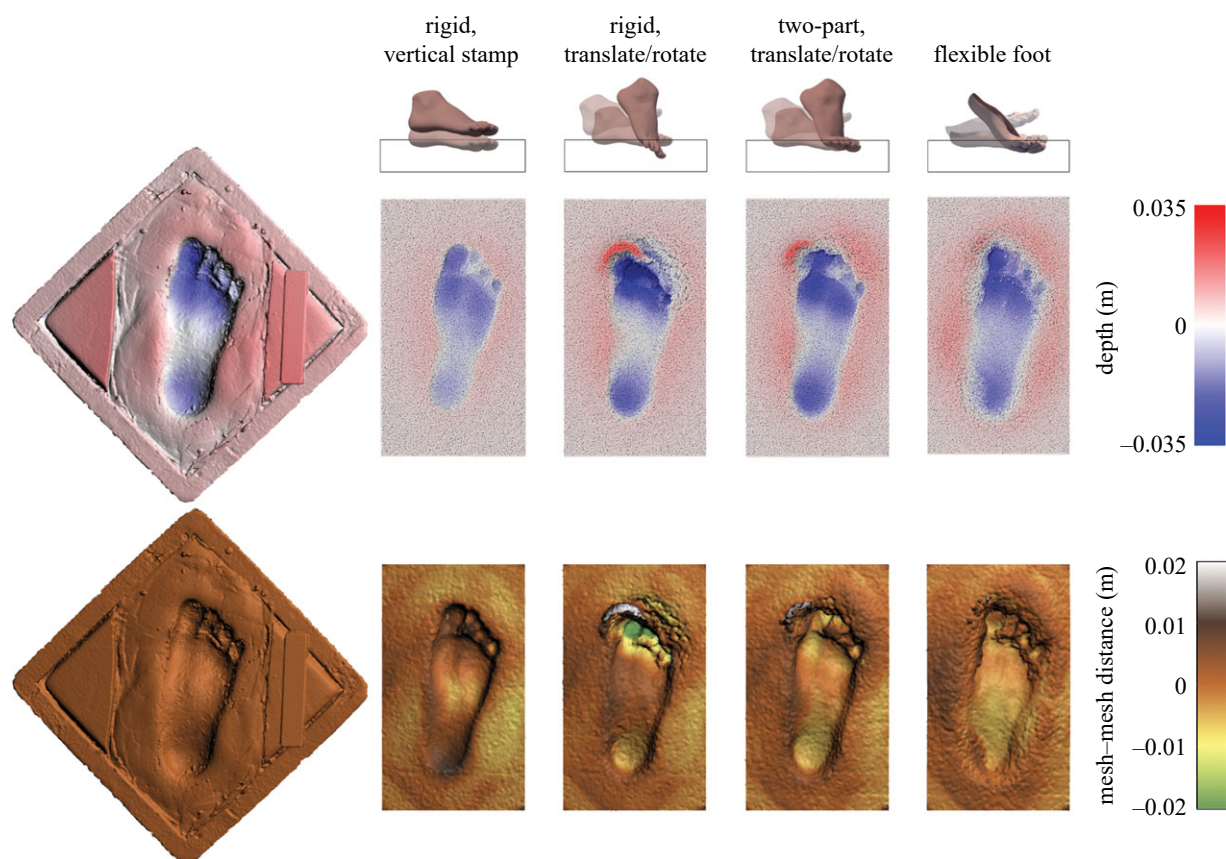 rigid,
vertical stamp
rigid,
translate/rotate
two-part,
translate/rotate
flexible foot
0.035
0
–0.035
depth (m)
0.02
0.01
0
–0.01
–0.02
mesh–mesh distance (m)